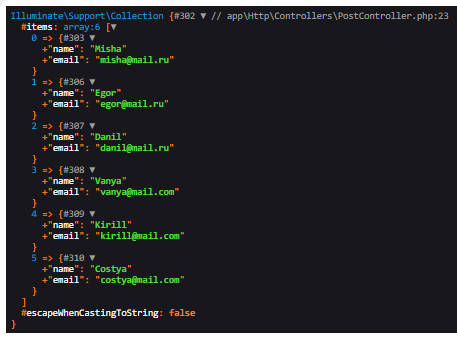 Illuminate\Support\Collection {#302 ▼ // app\Http\Controllers\PostController.php:23
#items: array:6 [▼
0 => {#303 ▼
+"name": "Misha"
+"email": "misha@mail.ru"
}
1 => {#306 ▼
+"name": "Egor"
+"email": "egor@mail.ru"
}
2 => {#307 ▼
+"name": "Danil"
+"email": "danil@mail.ru"
}
3 => {#308 ▼
+"name": "Vanya"
+"email": "vanya@mail.com"
}
4 => {#309 ▼
+"name": "Kirill"
+"email": "kirill@mail.com"
}
5 => {#310 ▼
+"name": "Costya"
+"email": "costya@mail.com"
}
]
#escapeWhenCastingToString: false
}